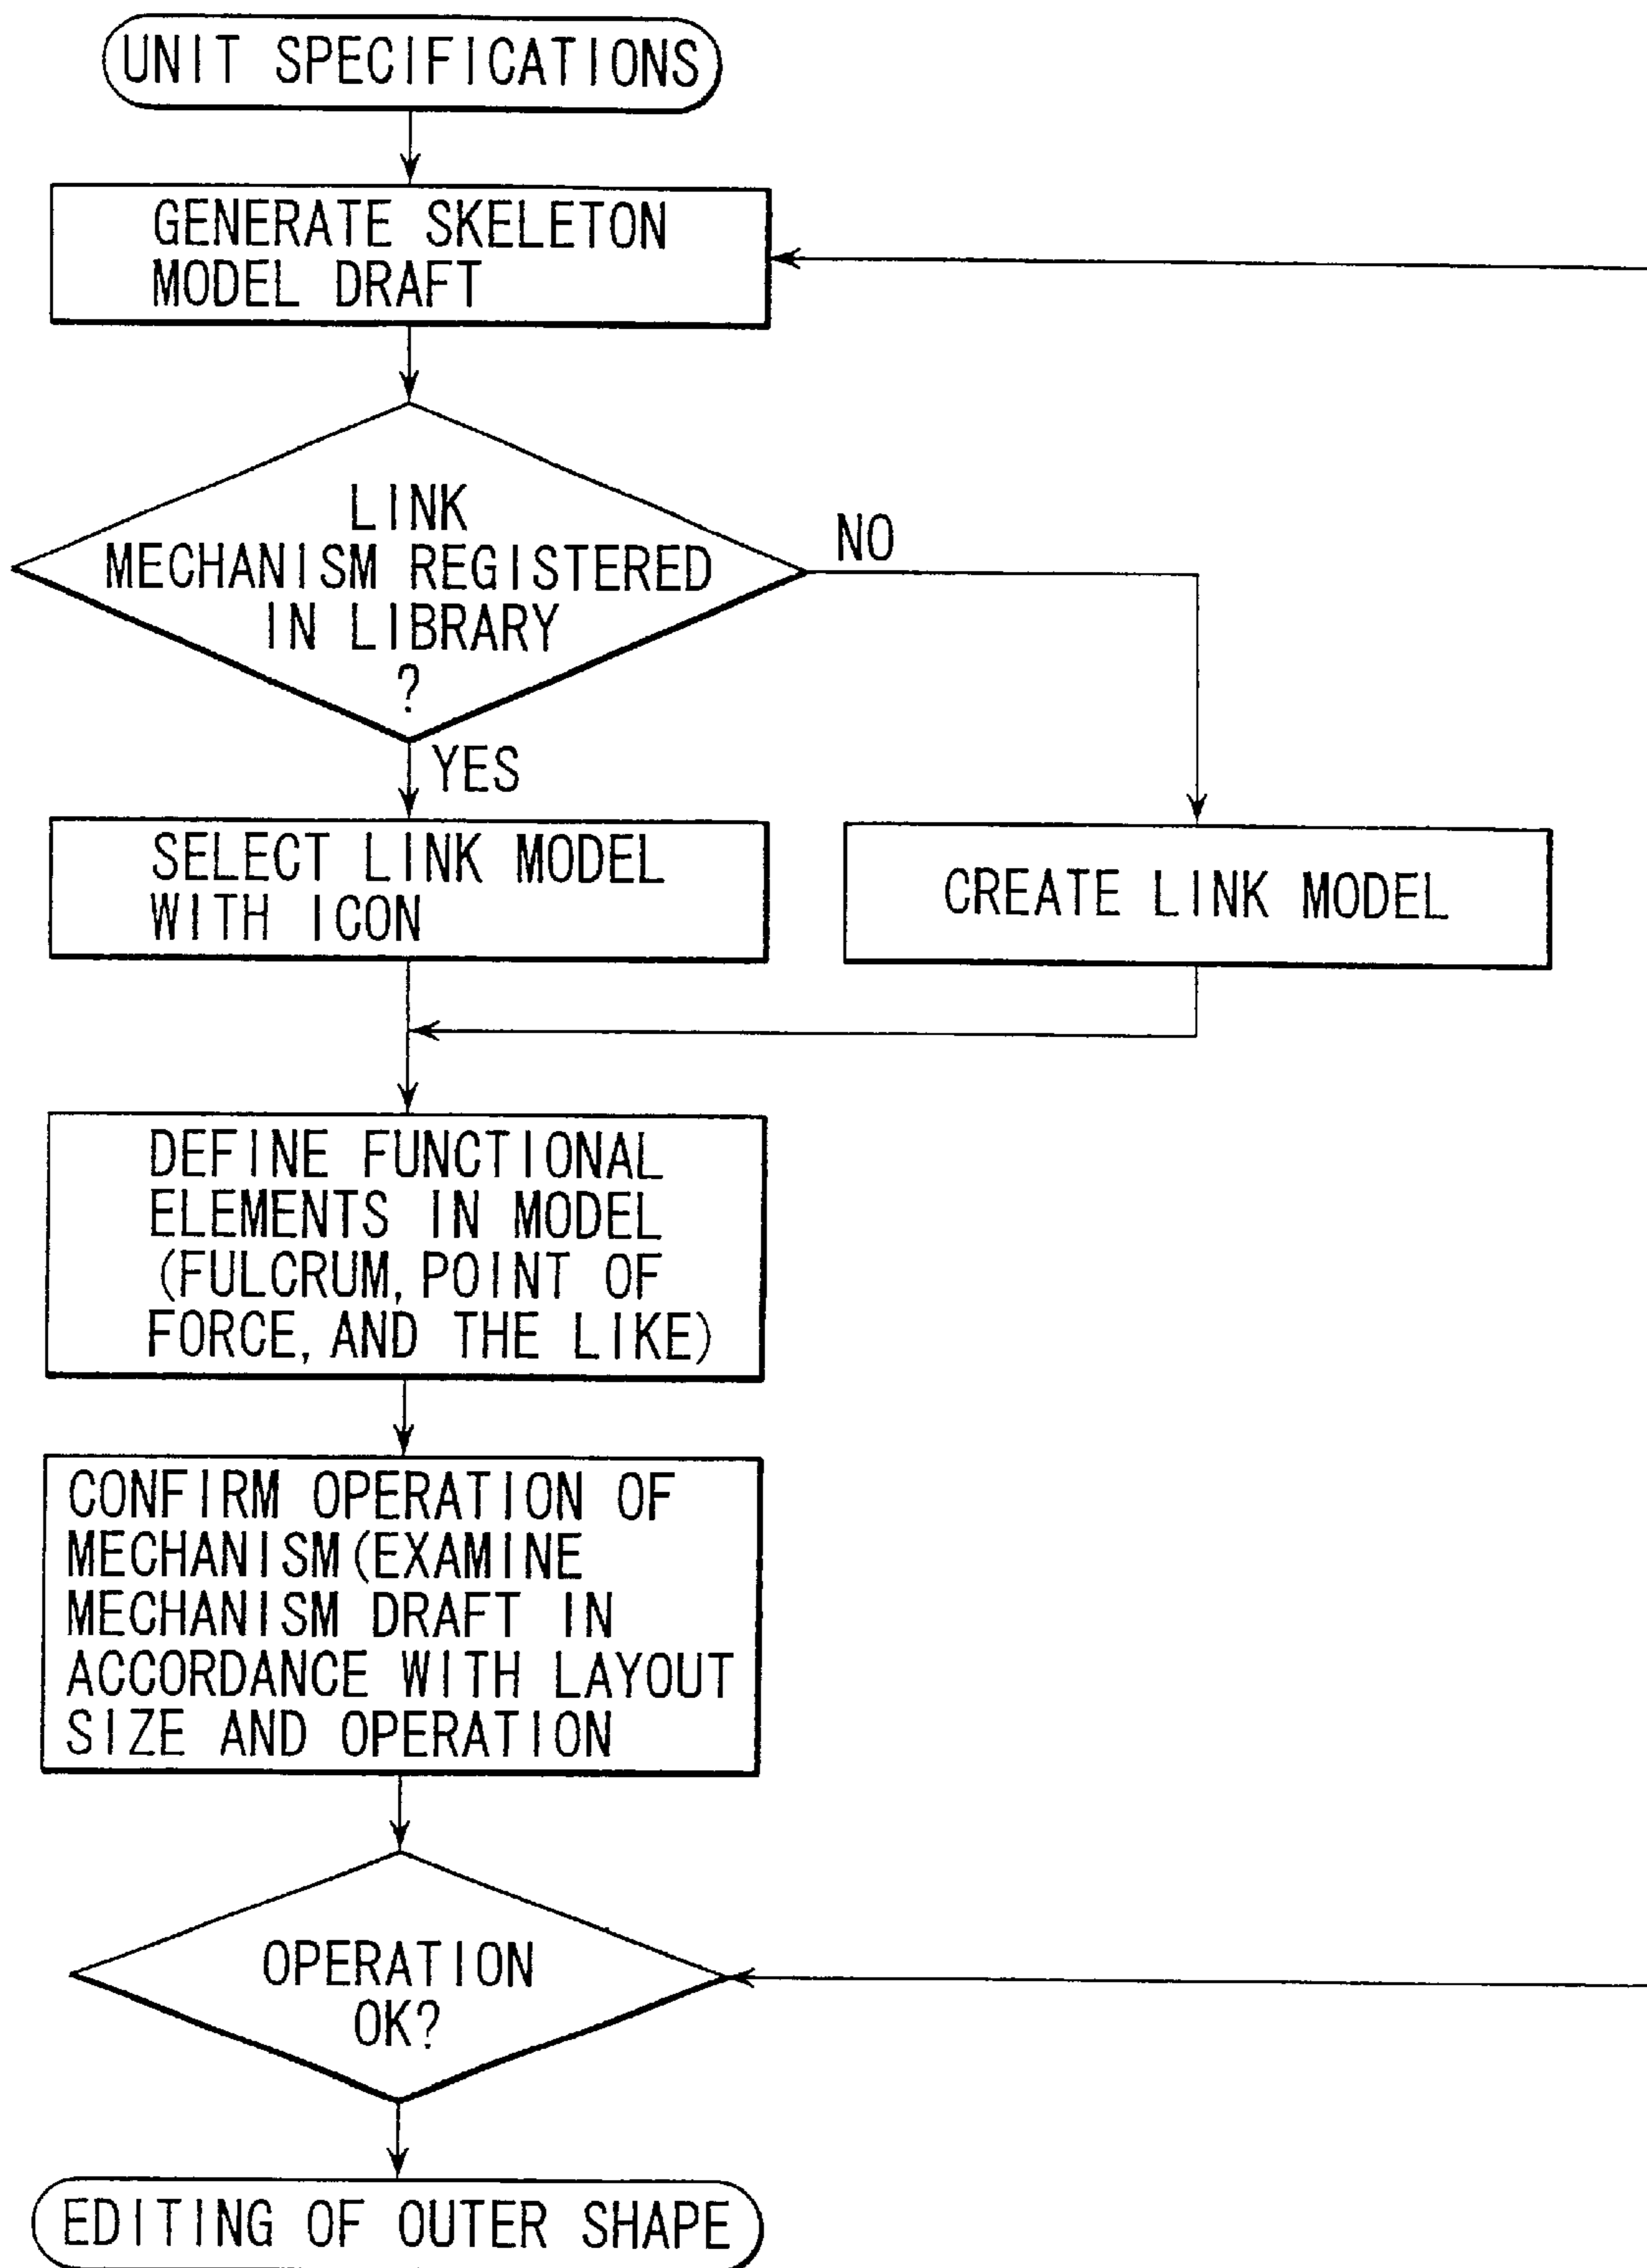 UNIT SPECIFICATIONS
GENERATE SKELETON
MODEL DRAFT
LINK
MECHANISM REGISTERED
IN LIBRARY
?
NO
YES
SELECT LINK MODEL
WITH ICON
CREATE LINK MODEL
DEFINE FUNCTIONAL
ELEMENTS IN MODEL
(FULCRUM, POINT OF
FORCE, AND THE LIKE)
CONFIRM OPERATION OF
MECHANISM(EXAMINE
MECHANISM DRAFT IN
ACCORDANCE WITH LAYOUT
SIZE AND OPERATION
OPERATION
OK?
EDITING OF OUTER SHAPE